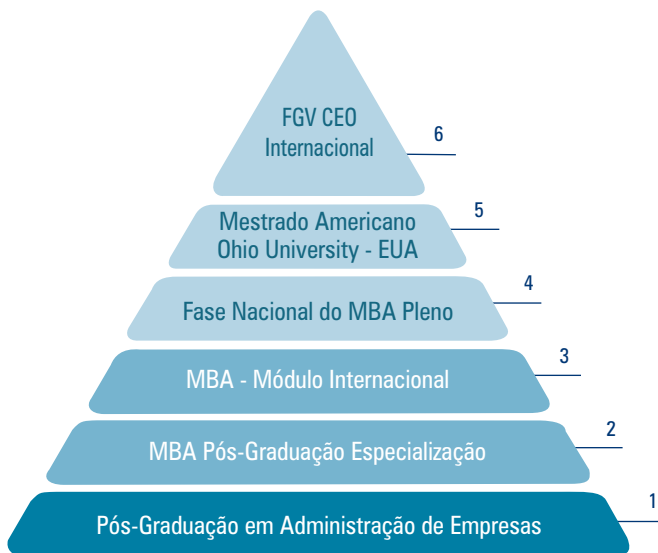 FGV CEO
Internacional
6
Mestrado Americano
Ohio University - EUA
5
Fase Nacional do MBA Pleno
4
MBA - Módulo Internacional
3
MBA Pós-Graduação Especialização
2
Pós-Graduação em Administração de Empresas
1